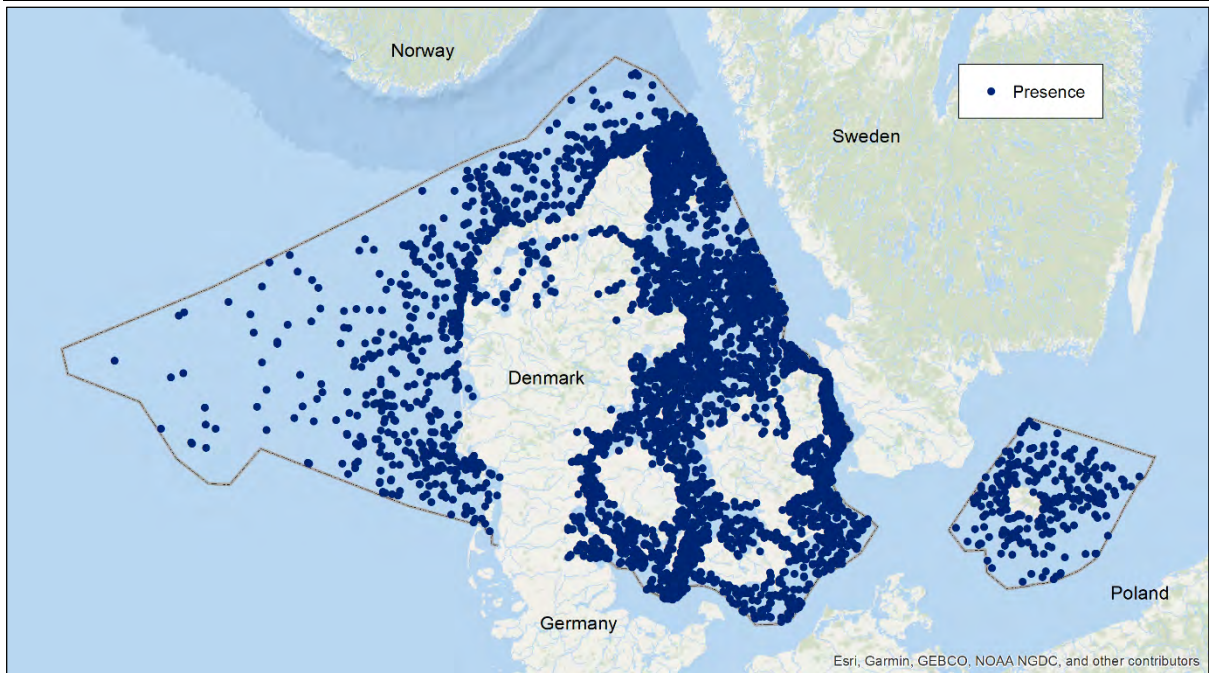 Norway
Presence
Sweden
Denmark
Poland
Germany
Esri, Garmin, GEBCO, NOAA NGDC, and other contributors